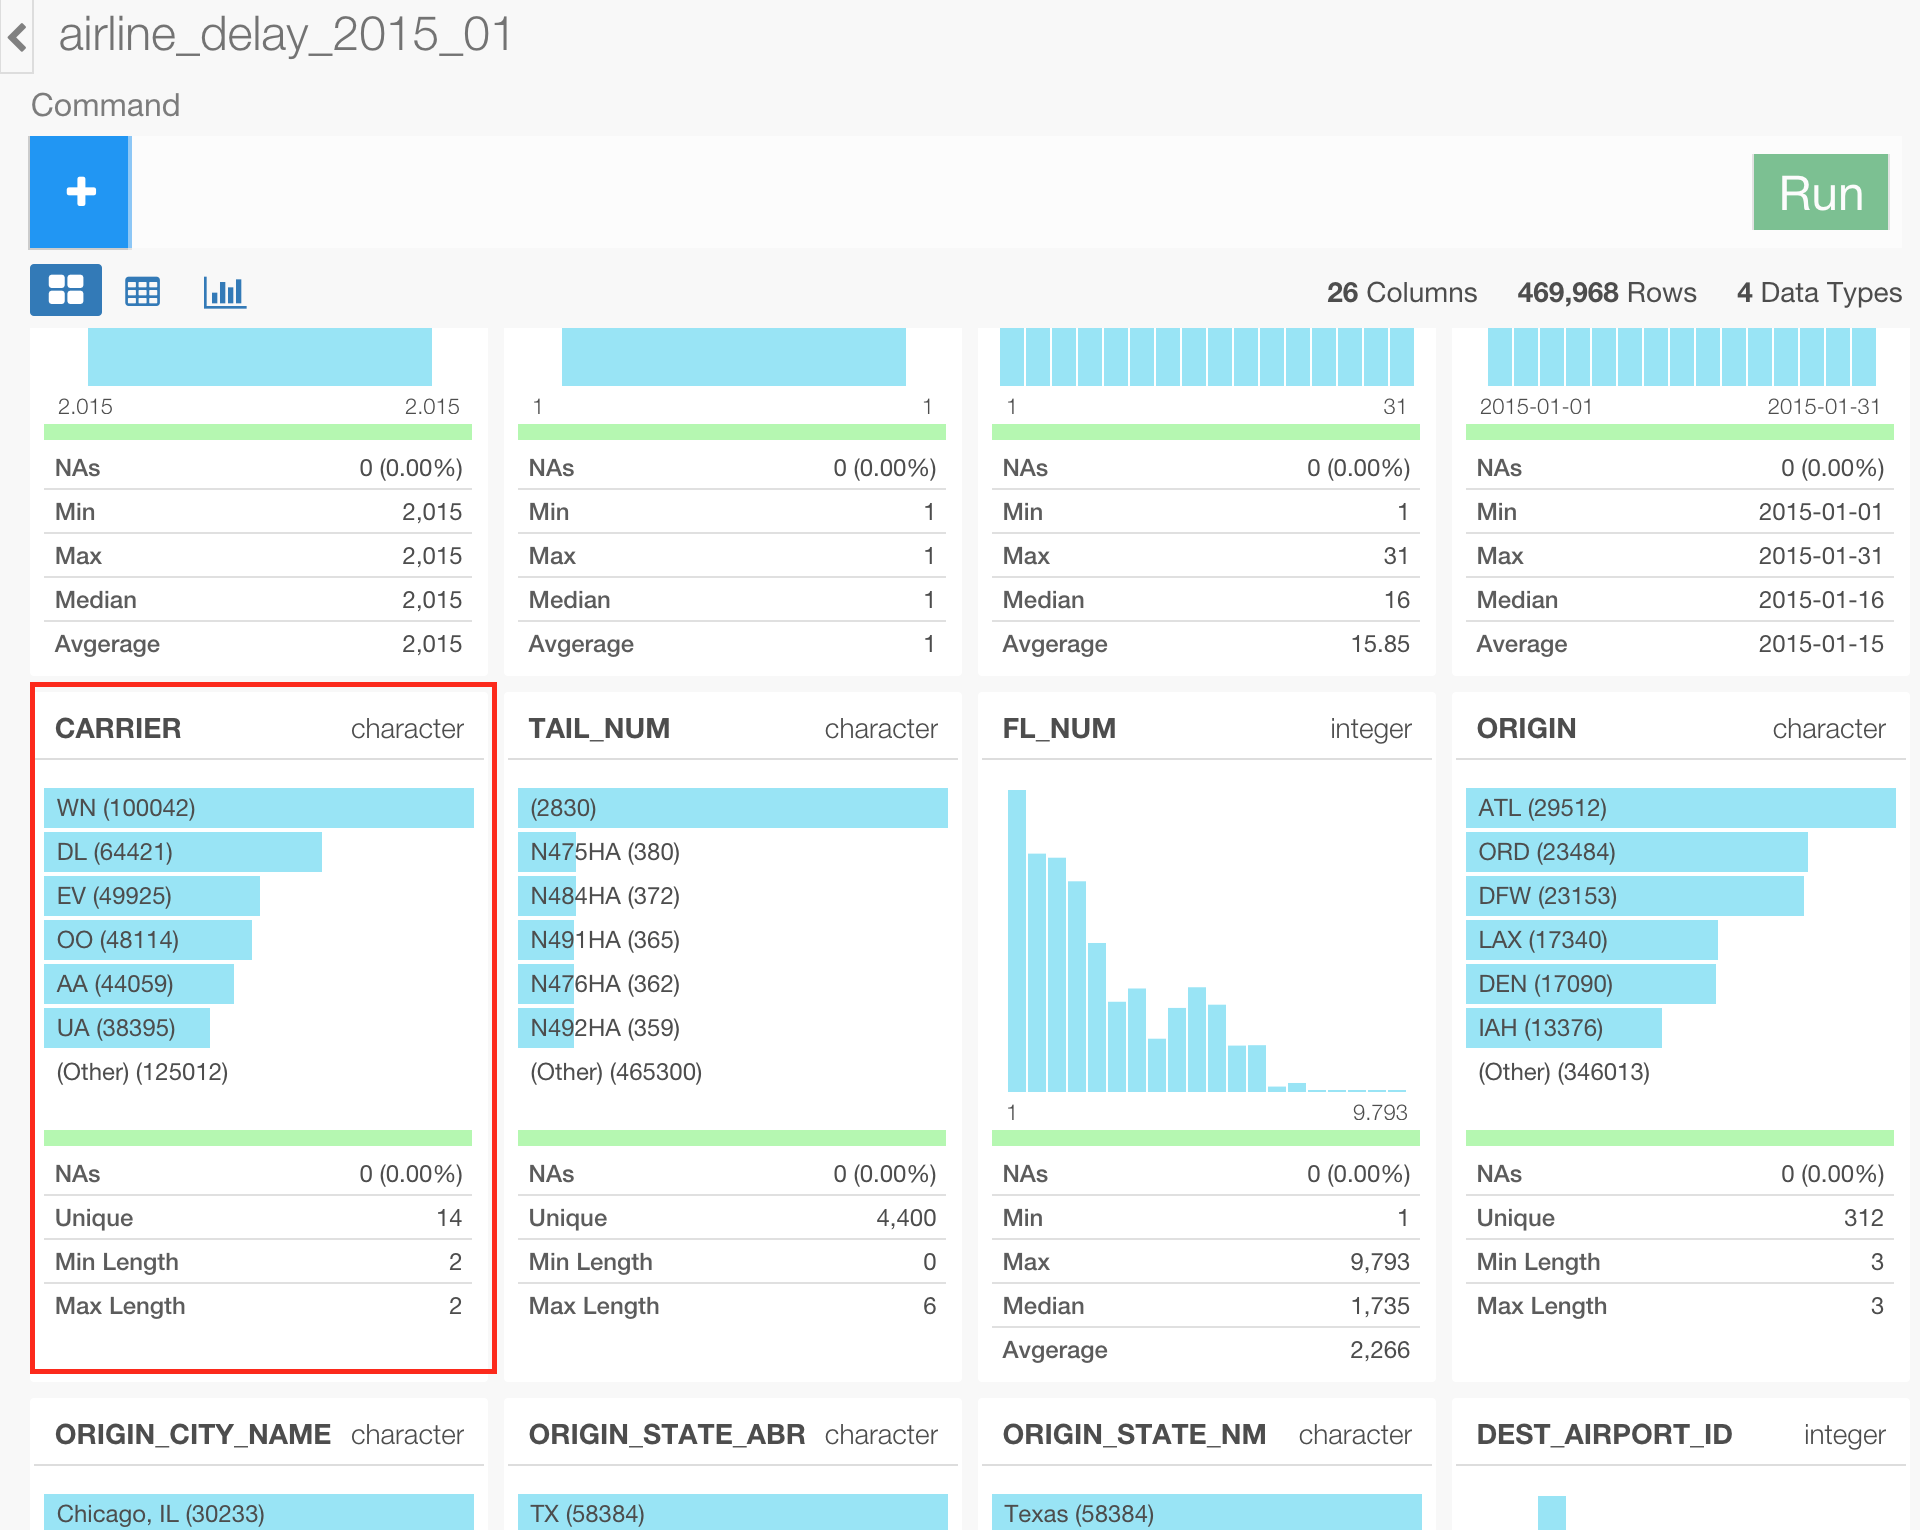 airline_delay_2015_01
Command
Run
26 Columns 469,968 Rows 4 Data Types
2.015 2.015
NAs 0 (0.00%)
Min 2,015
Max 2,015
Median 2,015
Avgerage 2,015
1 1
NAs 0 (0.00%)
Min 1
Max 1
Median 1
Avgerage 1
1 31
NAs 0 (0.00%)
Min 1
Max 31
Median 16
Avgerage 15.85
2015-01-01 2015-01-31
NAs 0 (0.00%)
Min 2015-01-01
Max 2015-01-31
Median 2015-01-16
Average 2015-01-15
CARRIER character
WN (100042)
DL (64421)
EV (49925)
OO (48114)
AA (44059)
UA (38395)
(Other) (125012)
NAs 0 (0.00%)
Unique 14
Min Length 2
Max Length 2
TAIL_NUM character
(2830)
N475HA (380)
N484HA (372)
N491HA (365)
N476HA (362)
N492HA (359)
(Other) (465300)
NAs 0 (0.00%)
Unique 4,400
Min Length 0
Max Length 6
FL_NUM integer
1 9.793
NAs 0 (0.00%)
Min 1
Max 9,793
Median 1,735
Avgerage 2,266
ORIGIN character
ATL (29512)
ORD (23484)
DFW (23153)
LAX (17340)
DEN (17090)
IAH (13376)
(Other) (346013)
NAs 0 (0.00%)
Unique 312
Min Length 3
Max Length 3
ORIGIN_CITY_NAME character
Chicago, IL (30233)
ORIGIN_STATE_ABR character
TX (58384)
ORIGIN_STATE_NM character
Texas (58384)
DEST_AIRPORT_ID integer